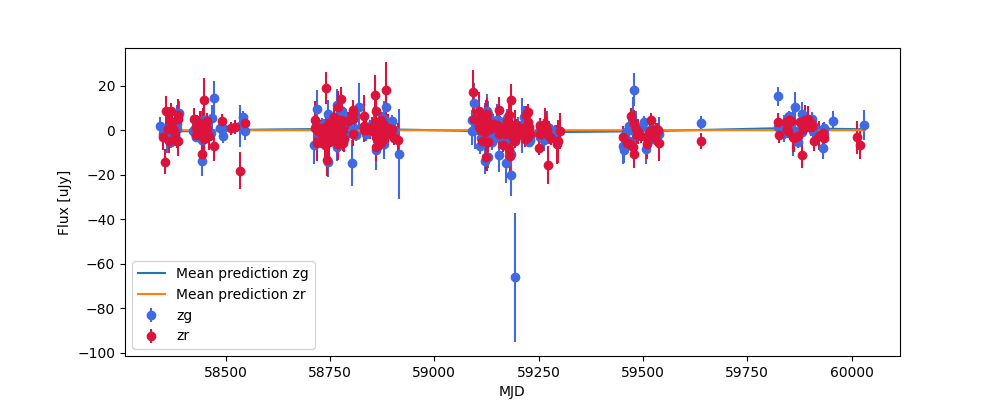 20
0
−20
−40
−60
−80
−100
Flux [uJy]
Mean prediction zg
Mean prediction zr
zg
zr
58500
58750
59000
59250
59500
59750
60000
MJD